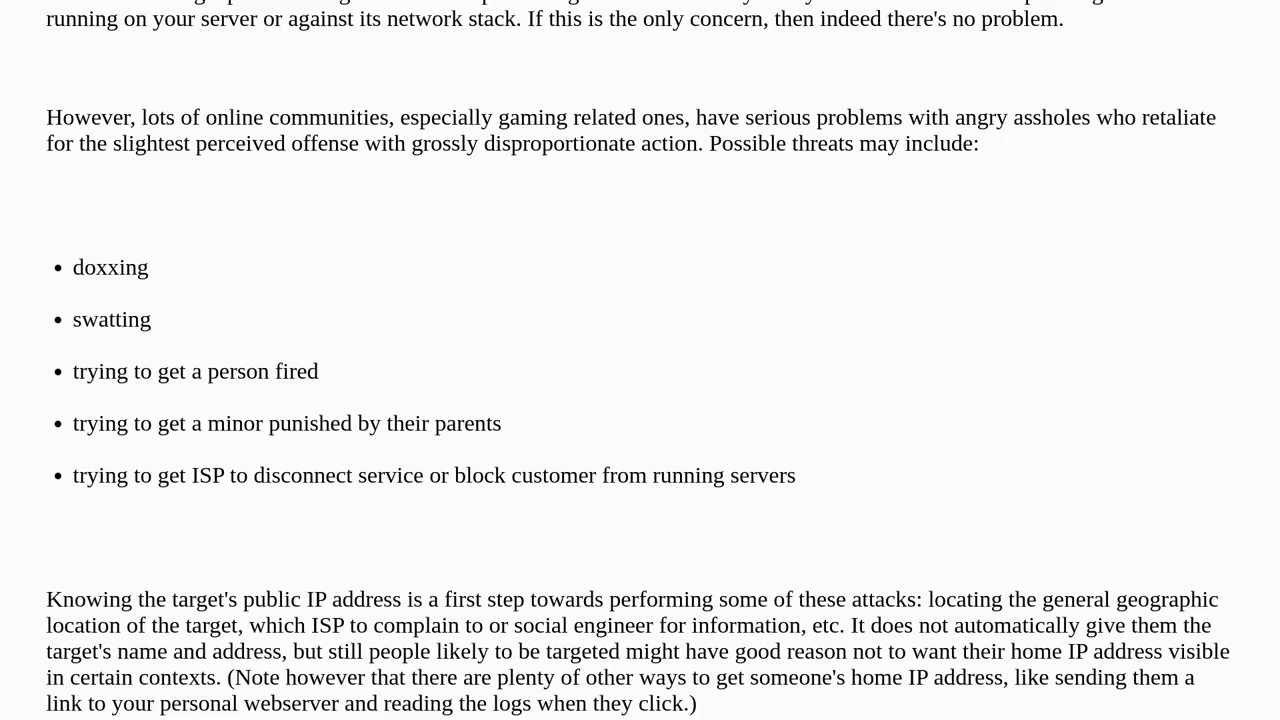 running on your server or against its network stack. If this is the only concern, then indeed there's no problem.
However, lots of online communities, especially gaming related ones, have serious problems with angry assholes who retaliate
for the slightest perceived offense with grossly disproportionate action. Possible threats may include:
• doxxing
• swatting
• trying to get a person fired
• trying to get a minor punished by their parents
• trying to get ISP to disconnect service or block customer from running servers
Knowing the target's public IP address is a first step towards performing some of these attacks: locating the general geographic
location of the target, which ISP to complain to or social engineer for information, etc. It does not automatically give them the
target's name and address, but still people likely to be targeted might have good reason not to want their home IP address visible
in certain contexts. (Note however that there are plenty of other ways to get someone's home IP address, like sending them a
link to your personal webserver and reading the logs when they click.)